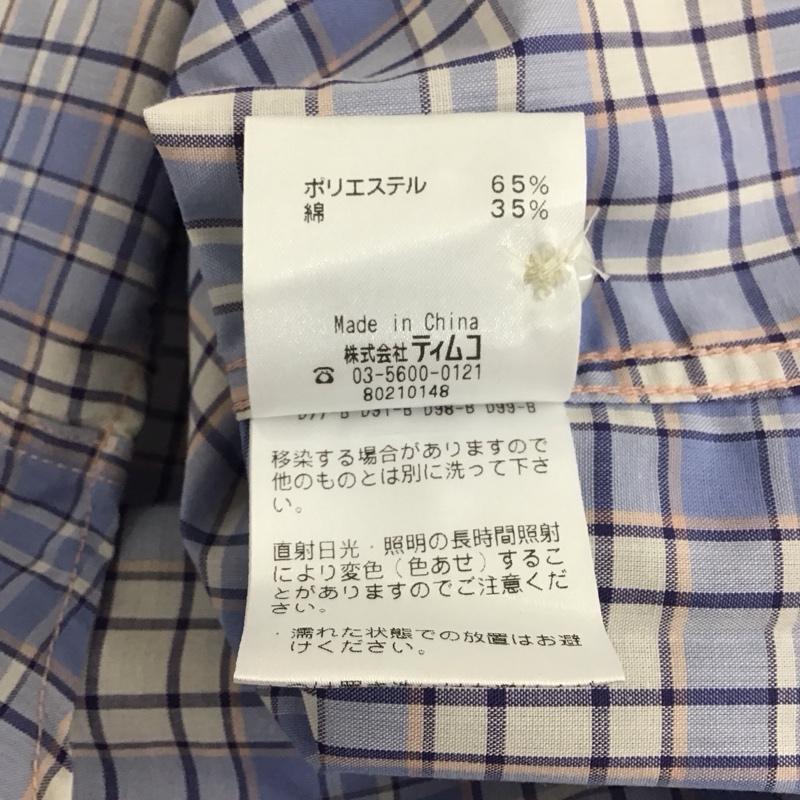 ポリエステル 65%
綿 35%
Made in China
株式会社ティムコ
☎ 03-5600-0121
80210148
D91-B D98-B D99-B
移染する場合がありますので
他のものとは別に洗って下さ
い。
直射日光・照明の長時間照射
により変色(色あせ)するこ
とがありますのでご注意くだ
さい。
・濡れた状態での放置はお避
けください。